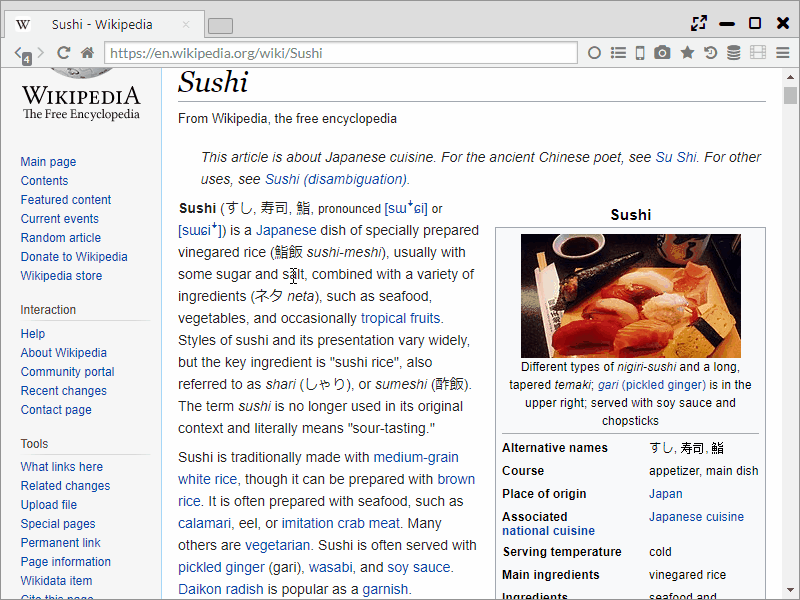 Sushi - Wikipedia
4
https://en.wikipedia.org/wiki/Sushi
WIKIPEDIA
The Free Encyclopedia
Main page
Contents
Featured content
Current events
Random article
Donate to Wikipedia
Wikipedia store
Interaction
Help
About Wikipedia
Community portal
Recent changes
Contact page
Tools
What links here
Related changes
Upload file
Special pages
Permanent link
Page information
Wikidata item
Cite this page
Sushi
From Wikipedia, the free encyclopedia
This article is about Japanese cuisine. For the ancient Chinese poet, see Su Shi. For other
uses, see Sushi (disambiguation).
Sushi (すし, 寿司, 鮨, pronounced [sɯꜜɕi] or
[sɯɕiꜜ]) is a Japanese dish of specially prepared
vinegared rice (鮨飯 sushi-meshi), usually with
some sugar and salt, combined with a variety of
ingredients (ネタ neta), such as seafood,
vegetables, and occasionally tropical fruits.
Styles of sushi and its presentation vary widely,
but the key ingredient is "sushi rice", also
referred to as shari (しゃり), or sumeshi (酢飯).
The term sushi is no longer used in its original
context and literally means "sour-tasting."
Sushi is traditionally made with medium-grain
white rice, though it can be prepared with brown
rice. It is often prepared with seafood, such as
calamari, eel, or imitation crab meat. Many
others are vegetarian. Sushi is often served with
pickled ginger (gari), wasabi, and soy sauce.
Daikon radish is popular as a garnish.
Sushi
Different types of nigiri-sushi and a long,
tapered temaki; gari (pickled ginger) is in the
upper right; served with soy sauce and
chopsticks
Alternative names すし, 寿司, 鮨
Course appetizer, main dish
Place of origin Japan
Associated Japanese cuisine
national cuisine
Serving temperature cold
Main ingredients vinegared rice
Ingredients seafood and